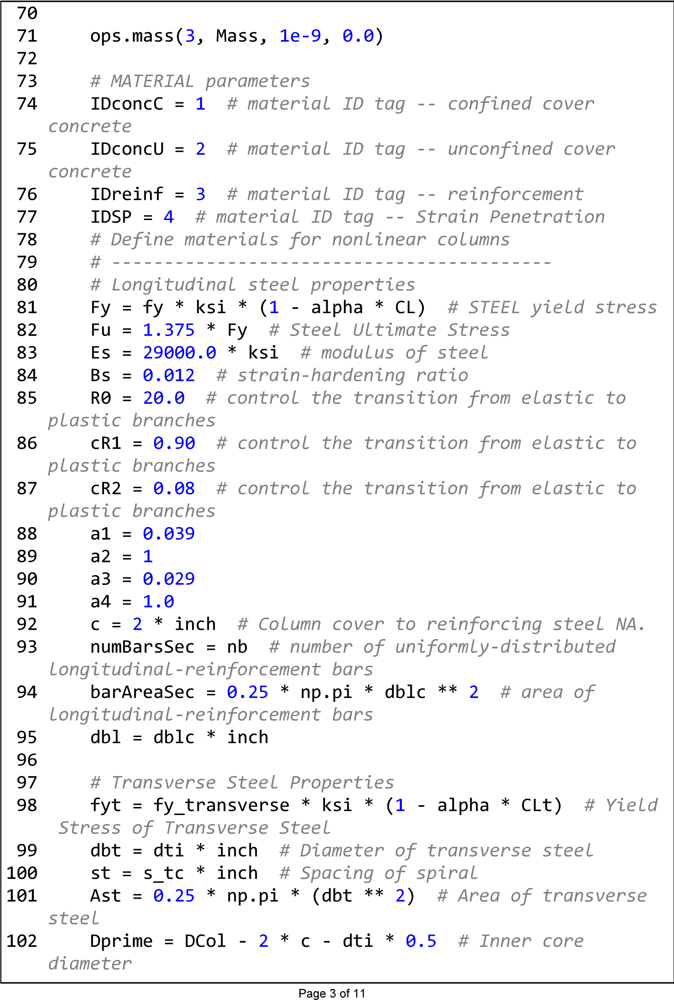 70
71 ops.mass(3, Mass, 1e-9, 0.0)
72
73 # MATERIAL parameters
74 IDconcC = 1 # material ID tag -- confined cover
concrete
75 IDconcU = 2 # material ID tag -- unconfined cover
concrete
76 IDreinf = 3 # material ID tag -- reinforcement
77 IDSP = 4 # material ID tag -- Strain Penetration
78 # Define materials for nonlinear columns
79 # ------------------------------------------
80 # Longitudinal steel properties
81 Fy = fy * ksi * (1 - alpha * CL) # STEEL yield stress
82 Fu = 1.375 * Fy # Steel Ultimate Stress
83 Es = 29000.0 * ksi # modulus of steel
84 Bs = 0.012 # strain-hardening ratio
85 R0 = 20.0 # control the transition from elastic to
plastic branches
86 cR1 = 0.90 # control the transition from elastic to
plastic branches
87 cR2 = 0.08 # control the transition from elastic to
plastic branches
88 a1 = 0.039
89 a2 = 1
90 a3 = 0.029
91 a4 = 1.0
92 c = 2 * inch # Column cover to reinforcing steel NA.
93 numBarsSec = nb # number of uniformly-distributed
longitudinal-reinforcement bars
94 barAreaSec = 0.25 * np.pi * dblc ** 2 # area of
longitudinal-reinforcement bars
95 dbl = dblc * inch
96
97 # Transverse Steel Properties
98 fyt = fy_transverse * ksi * (1 - alpha * CLt) # Yield
Stress of Transverse Steel
99 dbt = dti * inch # Diameter of transverse steel
100 st = s_tc * inch # Spacing of spiral
101 Ast = 0.25 * np.pi * (dbt ** 2) # Area of transverse
steel
102 Dprime = DCol - 2 * c - dti * 0.5 # Inner core
diameter
Page 3 of 11